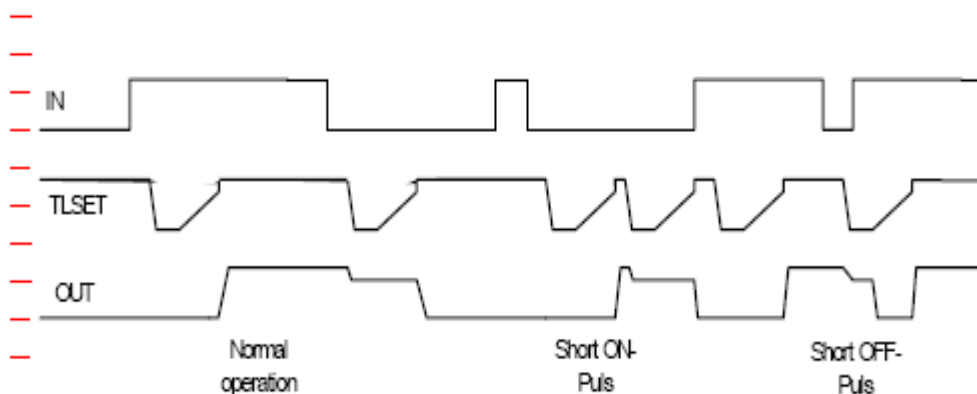 IN
TLSET
OUT
Normal
operation
Short ON-
Puls
Short OFF-
Puls